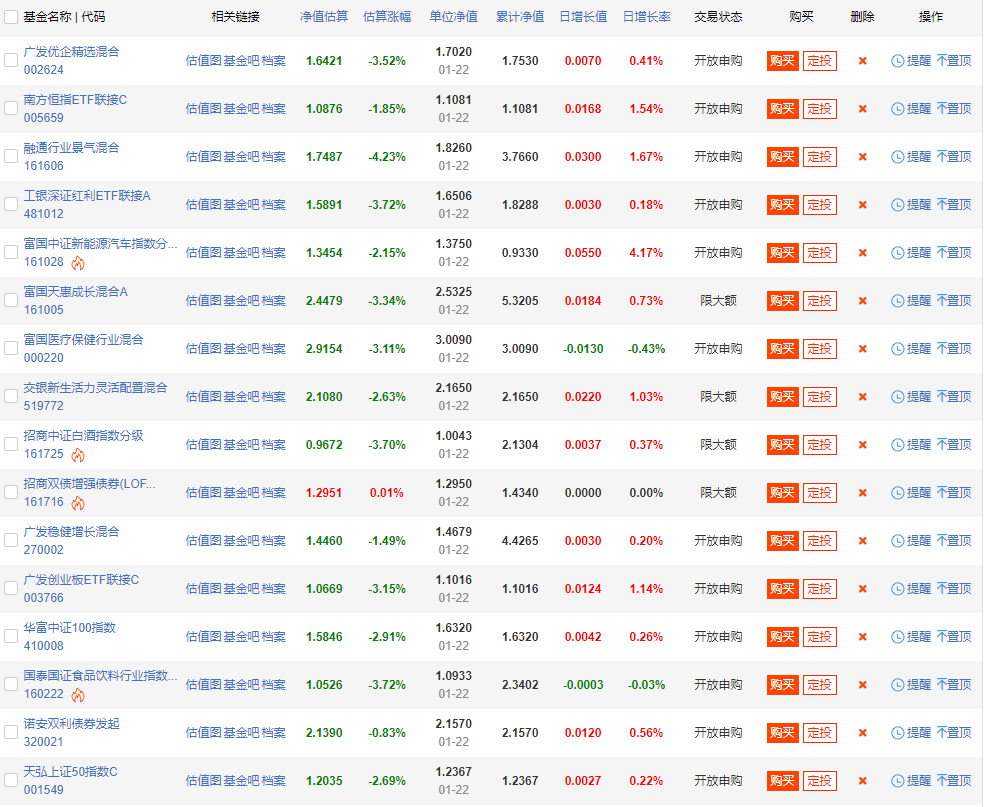 基金名称 | 代码 相关链接 净值估算 估算涨幅 单位净值 累计净值 日增长值 日增长率 交易状态 购买 删除 操作
广发优企精选混合
002624
估值图 基金吧 档案 1.6421 -3.52% 1.7020
01-22
1.7530 0.0070 0.41% 开放申购 购买 定投 × 提醒 不置顶
南方恒指ETF联接C
005659
估值图 基金吧 档案 1.0876 -1.85% 1.1081
01-22
1.1081 0.0168 1.54% 开放申购 购买 定投 × 提醒 不置顶
融通行业景气混合
161606
估值图 基金吧 档案 1.7487 -4.23% 1.8260
01-22
3.7660 0.0300 1.67% 开放申购 购买 定投 × 提醒 不置顶
工银深证红利ETF联接A
481012
估值图 基金吧 档案 1.5891 -3.72% 1.6506
01-22
1.8288 0.0030 0.18% 开放申购 购买 定投 × 提醒 不置顶
富国中证新能源汽车指数分...
161028
估值图 基金吧 档案 1.3454 -2.15% 1.3750
01-22
0.9330 0.0550 4.17% 开放申购 购买 定投 × 提醒 不置顶
富国天惠成长混合A
161005
估值图 基金吧 档案 2.4479 -3.34% 2.5325
01-22
5.3205 0.0184 0.73% 限大额 购买 定投 × 提醒 不置顶
富国医疗保健行业混合
000220
估值图 基金吧 档案 2.9154 -3.11% 3.0090
01-22
3.0090 -0.0130 -0.43% 开放申购 购买 定投 × 提醒 不置顶
交银新生活力灵活配置混合
519772
估值图 基金吧 档案 2.1080 -2.63% 2.1650
01-22
2.1650 0.0220 1.03% 限大额 购买 定投 × 提醒 不置顶
招商中证白酒指数分级
161725
估值图 基金吧 档案 0.9672 -3.70% 1.0043
01-22
2.1304 0.0037 0.37% 限大额 购买 定投 × 提醒 不置顶
招商双债增强债券(LOF...
161716
估值图 基金吧 档案 1.2951 0.01% 1.2950
01-22
1.4340 0.0000 0.00% 限大额 购买 定投 × 提醒 不置顶
广发稳健增长混合
270002
估值图 基金吧 档案 1.4460 -1.49% 1.4679
01-22
4.4265 0.0030 0.20% 开放申购 购买 定投 × 提醒 不置顶
广发创业板ETF联接C
003766
估值图 基金吧 档案 1.0669 -3.15% 1.1016
01-22
1.1016 0.0124 1.14% 开放申购 购买 定投 × 提醒 不置顶
华富中证100指数
410008
估值图 基金吧 档案 1.5846 -2.91% 1.6320
01-22
1.6320 0.0042 0.26% 开放申购 购买 定投 × 提醒 不置顶
国泰国证食品饮料行业指数...
160222
估值图 基金吧 档案 1.0526 -3.72% 1.0933
01-22
2.3402 -0.0003 -0.03% 开放申购 购买 定投 × 提醒 不置顶
诺安双利债券发起
320021
估值图 基金吧 档案 2.1390 -0.83% 2.1570
01-22
2.1570 0.0120 0.56% 开放申购 购买 定投 × 提醒 不置顶
天弘上证50指数C
001549
估值图 基金吧 档案 1.2035 -2.69% 1.2367
01-22
1.2367 0.0027 0.22% 开放申购 购买 定投 × 提醒 不置顶